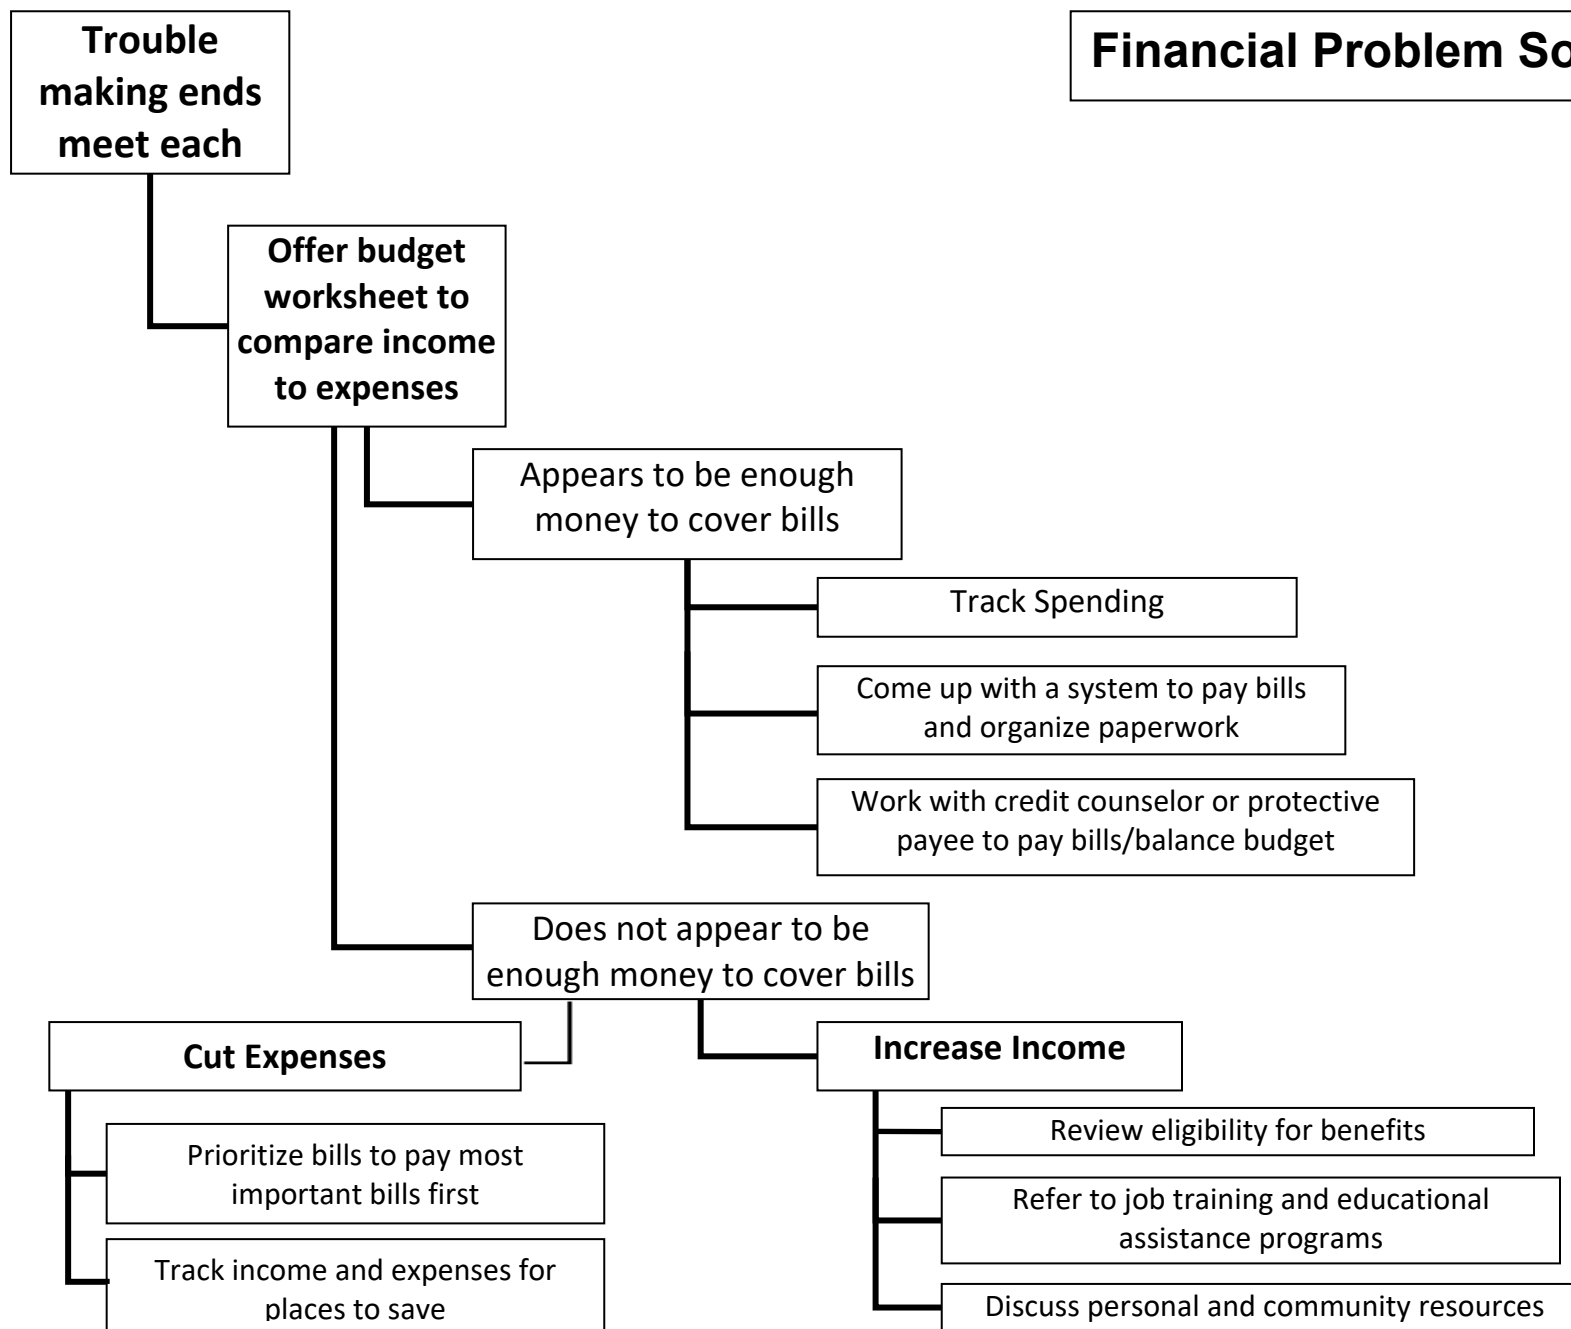 Trouble
making ends
meet each
Financial Problem So
Offer budget
worksheet to
compare income
to expenses
Appears to be enough
money to cover bills
Track Spending
Come up with a system to pay bills
and organize paperwork
Work with credit counselor or protective
payee to pay bills/balance budget
Does not appear to be
enough money to cover bills
Cut Expenses
Prioritize bills to pay most
important bills first
Track income and expenses for
places to save
Increase Income
Review eligibility for benefits
Refer to job training and educational
assistance programs
Discuss personal and community resources